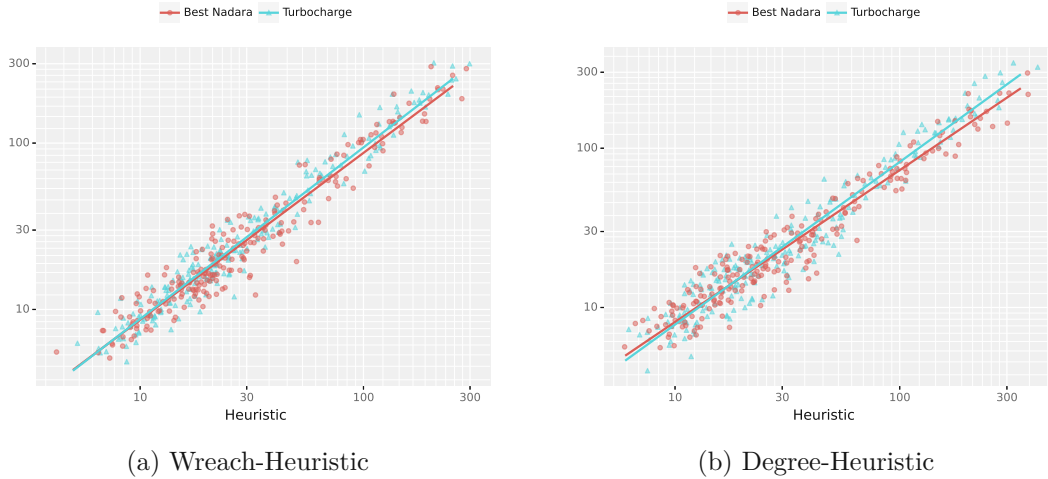 Best Nadara Turbocharge
300
100
30
10
10 30 100 300
Heuristic
(a) Wreach-Heuristic
Best Nadara Turbocharge
300
100
30
10
10 30 100 300
Heuristic
(b) Degree-Heuristic